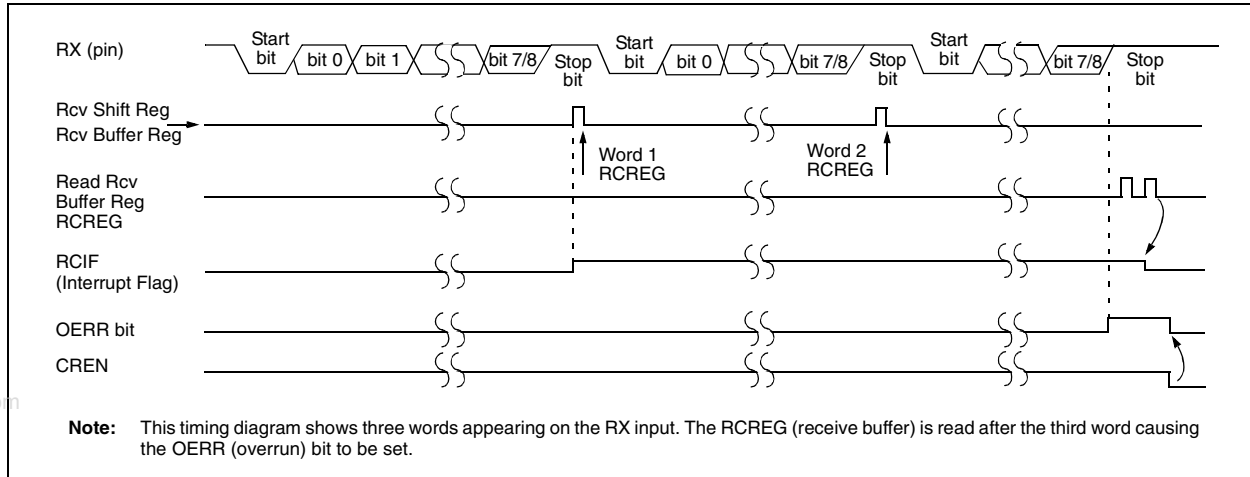 RX (pin)
Start bit
bit 0
bit 1
bit 7/8
Stop bit
Start bit
bit 0
bit 7/8
Stop bit
Start bit
bit 7/8
Stop bit
Rcv Shift Reg
Rcv Buffer Reg
Word 1
RCREG
Word 2
RCREG
Read Rcv
Buffer Reg
RCREG
RCIF
(Interrupt Flag)
OERR bit
CREN
Note: This timing diagram shows three words appearing on the RX input. The RCREG (receive buffer) is read after the third word causing
the OERR (overrun) bit to be set.